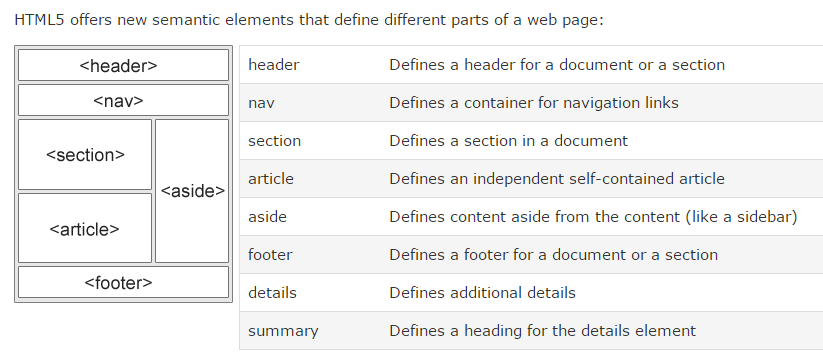 HTML5 offers new semantic elements that define different parts of a web page:
<header>
<nav>
<section>
<aside>
<article>
<footer>
header Defines a header for a document or a section
nav Defines a container for navigation links
section Defines a section in a document
article Defines an independent self-contained article
aside Defines content aside from the content (like a sidebar)
footer Defines a footer for a document or a section
details Defines additional details
summary Defines a heading for the details element